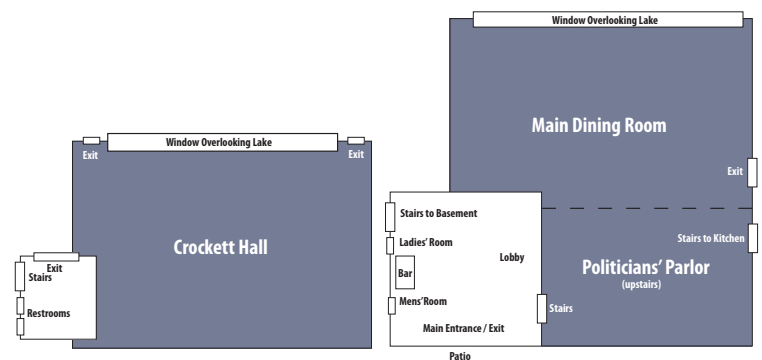 Window Overlooking Lake
Exit
Exit
Crockett Hall
Exit
Stairs
Restrooms
Window Overlooking Lake
Main Dining Room
Exit
Stairs to Basement
Ladies' Room
Lobby
Bar
Mens'Room
Main Entrance / Exit
Patio
Stairs to Kitchen
Politicians' Parlor
(upstairs)
Stairs